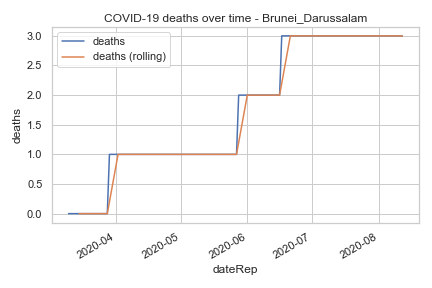 COVID-19 deaths over time - Brunei_Darussalam
deaths
deaths (rolling)
deaths
3.0
2.5
2.0
1.5
1.0
0.5
0.0
2020-04
2020-05
2020-06
2020-07
2020-08
dateRep